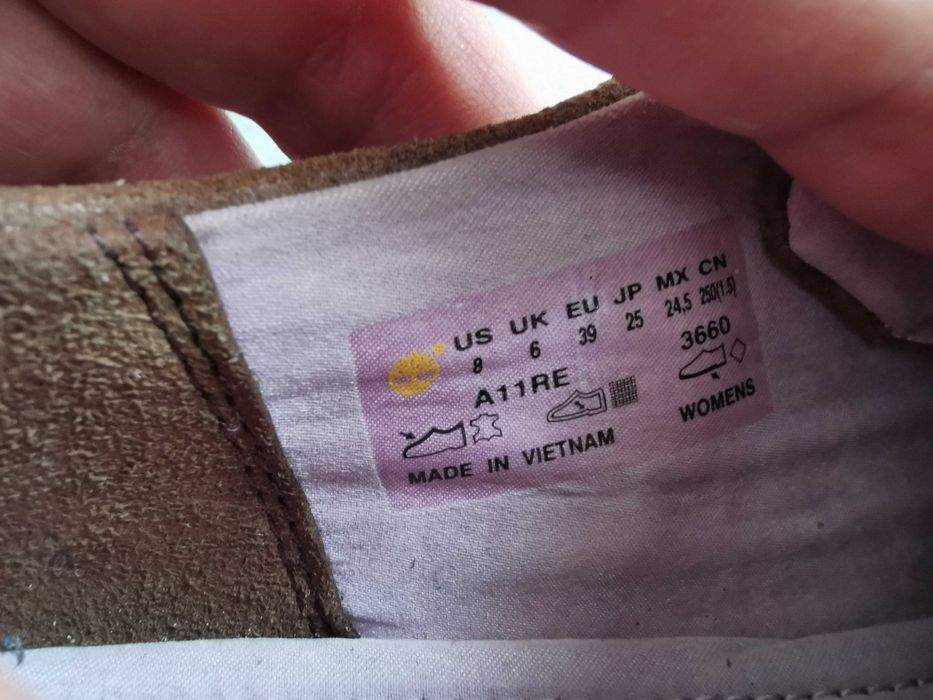 US UK EU JP MX CN
8 6 39 25 24,5 250(1.5)
A11RE 3660
MADE IN VIETNAM WOMENS